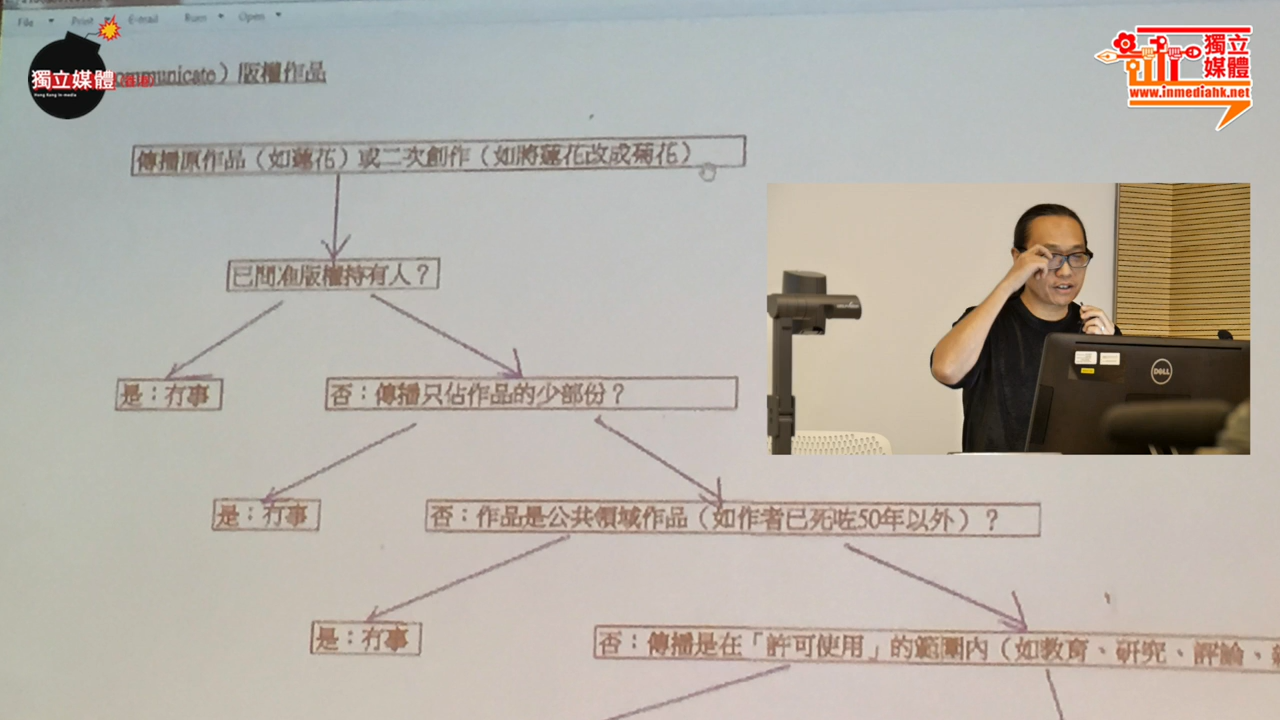 File Print E-mail Burn Open
獨立媒體
Hong Kong In-media
ommunicate）版權作品
獨立
媒體
www.inmediahk.net
傳播原作品（如蓮花）或二次創作（如將蓮花改成菊花）
已問准版權持有人？
是：冇事
否：傳播只佔作品的少部份？
DELL
是：冇事
否：作品是公共領域作品（如作者已死咗50年以外）？
是：冇事
否：傳播是在「許可使用」的範圍內（如教育、研究、評論、